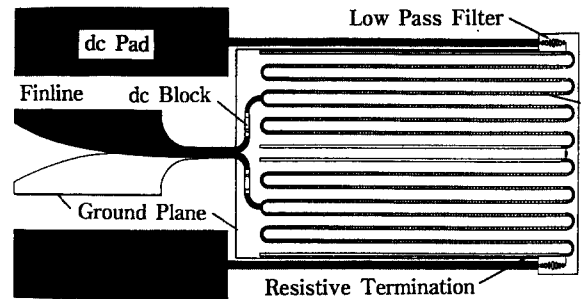 Low Pass Filter
dc Pad
Finline
dc Block
Ground Plane
Resistive Termination